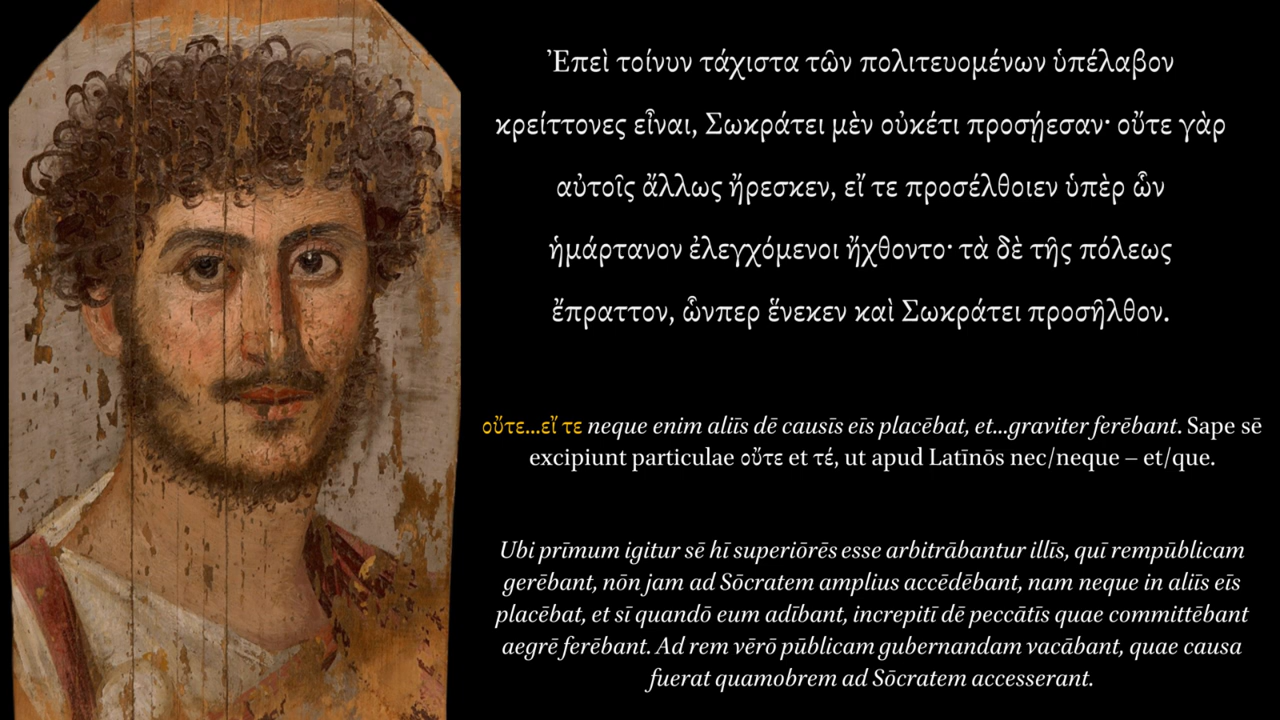 Ἐπεὶ τοίνυν τάχιστα τῶν πολιτευομένων ὑπέλαβον
κρείττονες εἶναι, Σωκράτει μὲν οὐκέτι προσῄεσαν· οὔτε γὰρ
αὐτοῖς ἄλλως ἤρεσκεν, εἴ τε προσέλθοιεν ὑπὲρ ὧν
ἡμάρτανον ἐλεγχόμενοι ἤχθοντο· τὰ δὲ τῆς πόλεως
ἔπραττον, ὧνπερ ἕνεκεν καὶ Σωκράτει προσῆλθον.
οὔτε...εἴ τε neque enim aliīs dē causīs eīs placēbat, et...graviter ferēbant. Sape sē
excipiunt particulae οὔτε et τέ, ut apud Latīnōs nec/neque – et/que.
Ubi prīmum igitur sē hī superiōrēs esse arbitrābantur illīs, quī rempūblicam
gerēbant, nōn jam ad Sōcratem amplius accēdēbant, nam neque in aliīs eīs
placēbat, et sī quandō eum adībant, increpitī dē peccātīs quae committēbant
aegrē ferēbant. Ad rem vērō pūblicam gubernandam vacābant, quae causa
fuerat quamobrem ad Sōcratem accesserant.